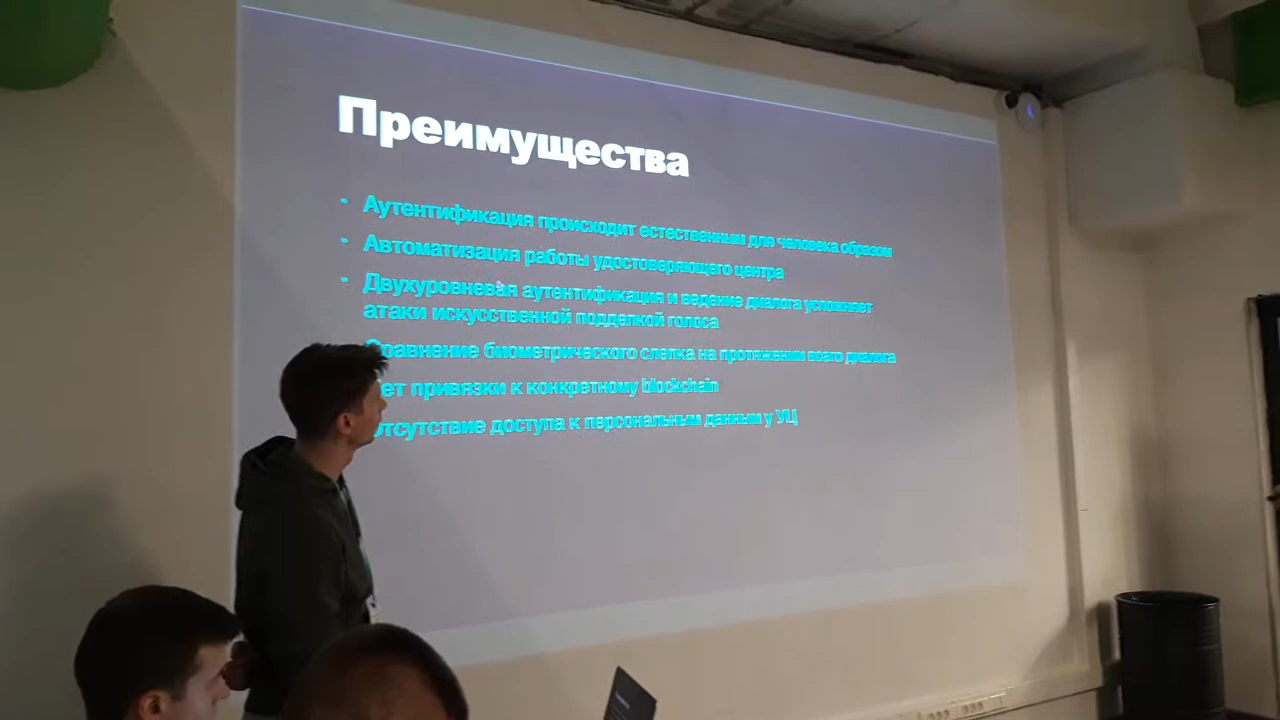 Преимущества
• Аутентификация происходит естественным для человека образом
• Автоматизация работы удостоверяющего центра
• Двухуровневая аутентификация и ведение диалога усложняет
атаки искусственной подделкой голоса
Сравнение биометрического слепка на протяжении всего диалога
ет привязки к конкретному blockchain
Отсутствие доступа к персональным данным у УЦ